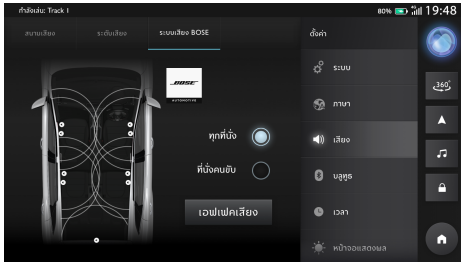 กำลังเล่น: Track 1
80% 4G 19:48
สนามเสียง ระดับเสียง ระบบเสียง BOSE
ตั้งค่า
BOSE
AUTOMOTIVE
ทุกที่นั่ง
ที่นั่งคนขับ
เอฟเฟคเสียง
ระบบ
ภาษา
เสียง
บลูทูธ
เวลา
หน้าจอแสดงผล
360°